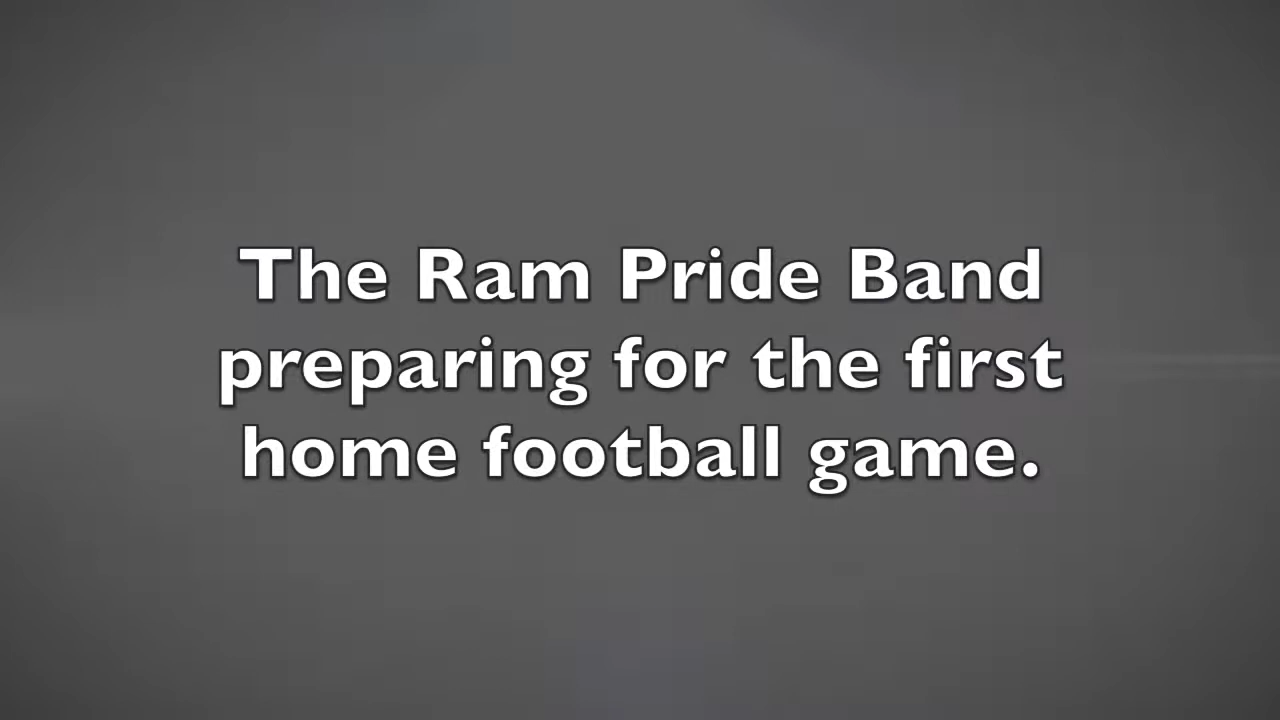 The Ram Pride Band
preparing for the first
home football game.